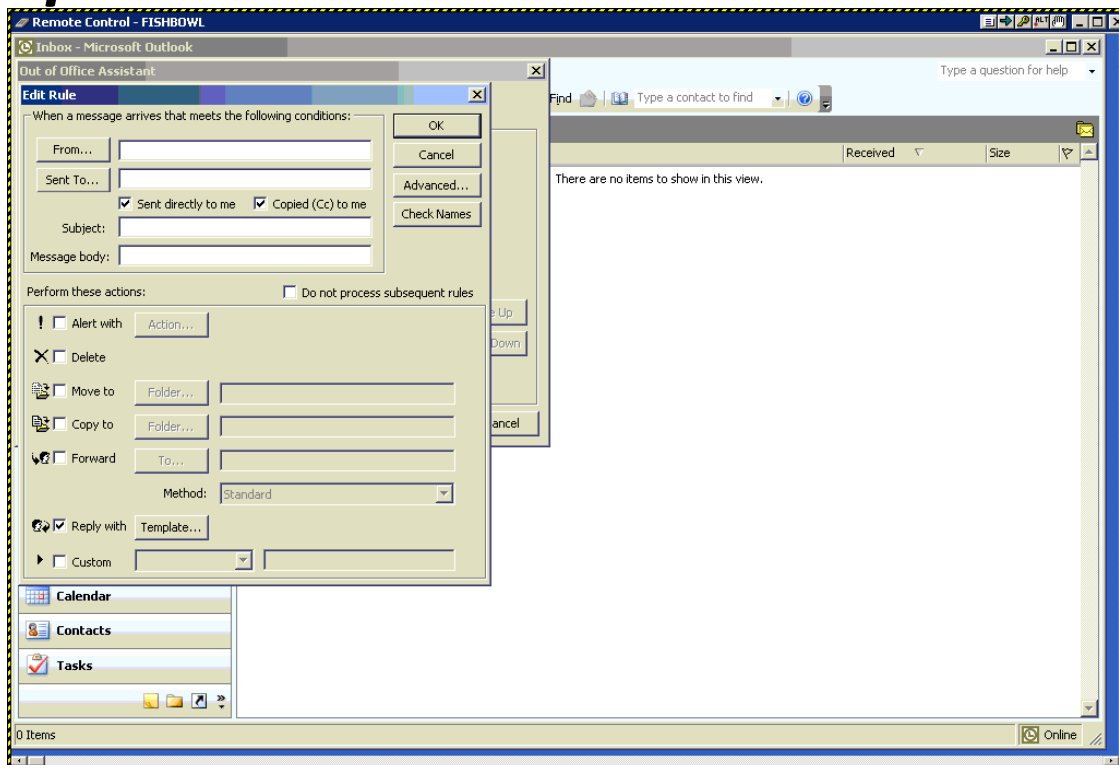 Remote Control - FISHBOWL
ALT
Inbox - Microsoft Outlook
Out of Office Assistant
Type a question for help
Edit Rule
Find
Type a contact to find
When a message arrives that meets the following conditions:
OK
From...
Cancel
Received
Size
Sent To...
Advanced...
There are no items to show in this view.
Sent directly to me
Copied (Cc) to me
Check Names
Subject:
Message body:
Perform these actions:
Do not process subsequent rules
Alert with
Action...
e Up
Delete
Down
Move to
Folder...
Copy to
Folder...
ancel
Forward
To...
Method:
Standard
Reply with
Template...
Custom
Calendar
Contacts
Tasks
0 Items
Online